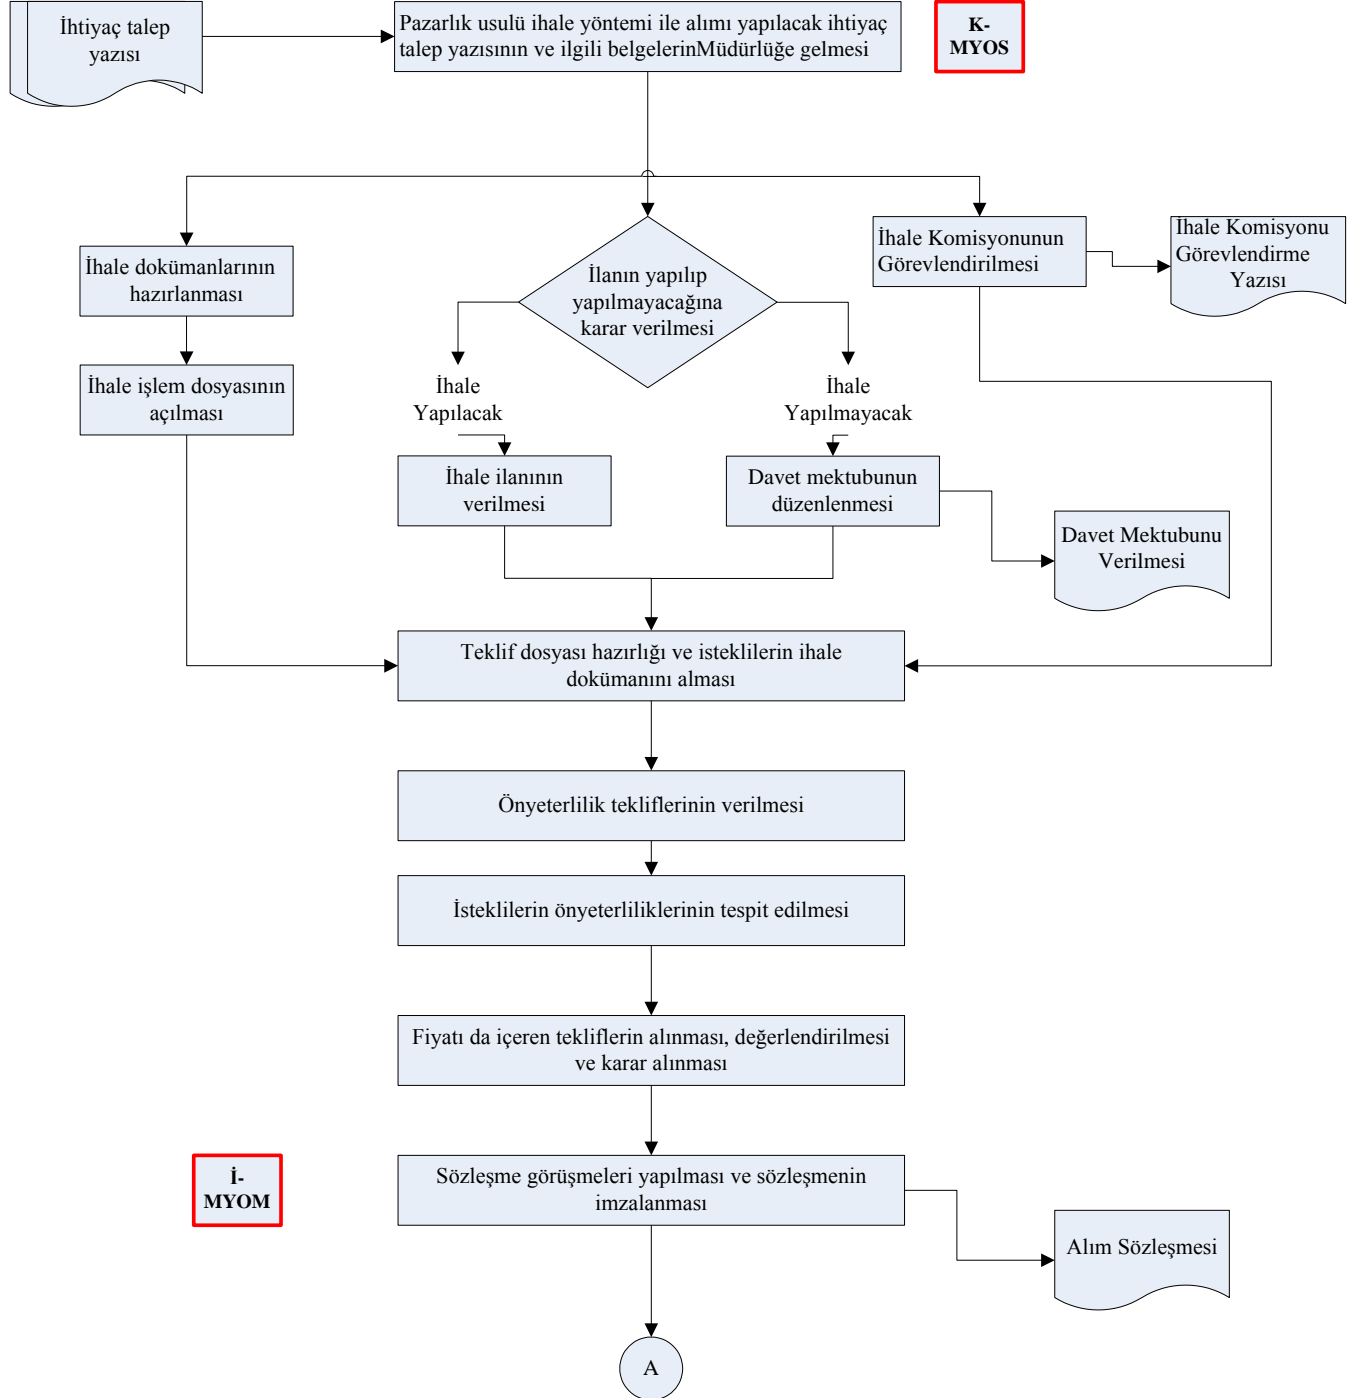 İhtiyaç talep
yazısı
Pazarlık usulü ihale yöntemi ile alımı yapılacak ihtiyaç
talep yazısının ve ilgili belgelerinMüdürlüğe gelmesi
K-
MYOS
İhale dokümanlarının
hazırlanması
İlanın yapılıp
yapılmayacağına
karar verilmesi
İhale Komisyonunun
Görevlendirilmesi
İhale Komisyonu
Görevlendirme
Yazısı
İhale işlem dosyasının
açılması
İhale
Yapılacak
İhale
Yapılmayacak
İhale ilanının
verilmesi
Davet mektubunun
düzenlenmesi
Davet Mektubunu
Verilmesi
Teklif dosyası hazırlığı ve isteklilerin ihale
dokümanını alması
Önyeterlilik tekliflerinin verilmesi
İsteklilerin önyeterliliklerinin tespit edilmesi
Fiyatı da içeren tekliflerin alınması, değerlendirilmesi
ve karar alınması
İ-
MYOM
Sözleşme görüşmeleri yapılması ve sözleşmenin
imzalanması
Alım Sözleşmesi
A